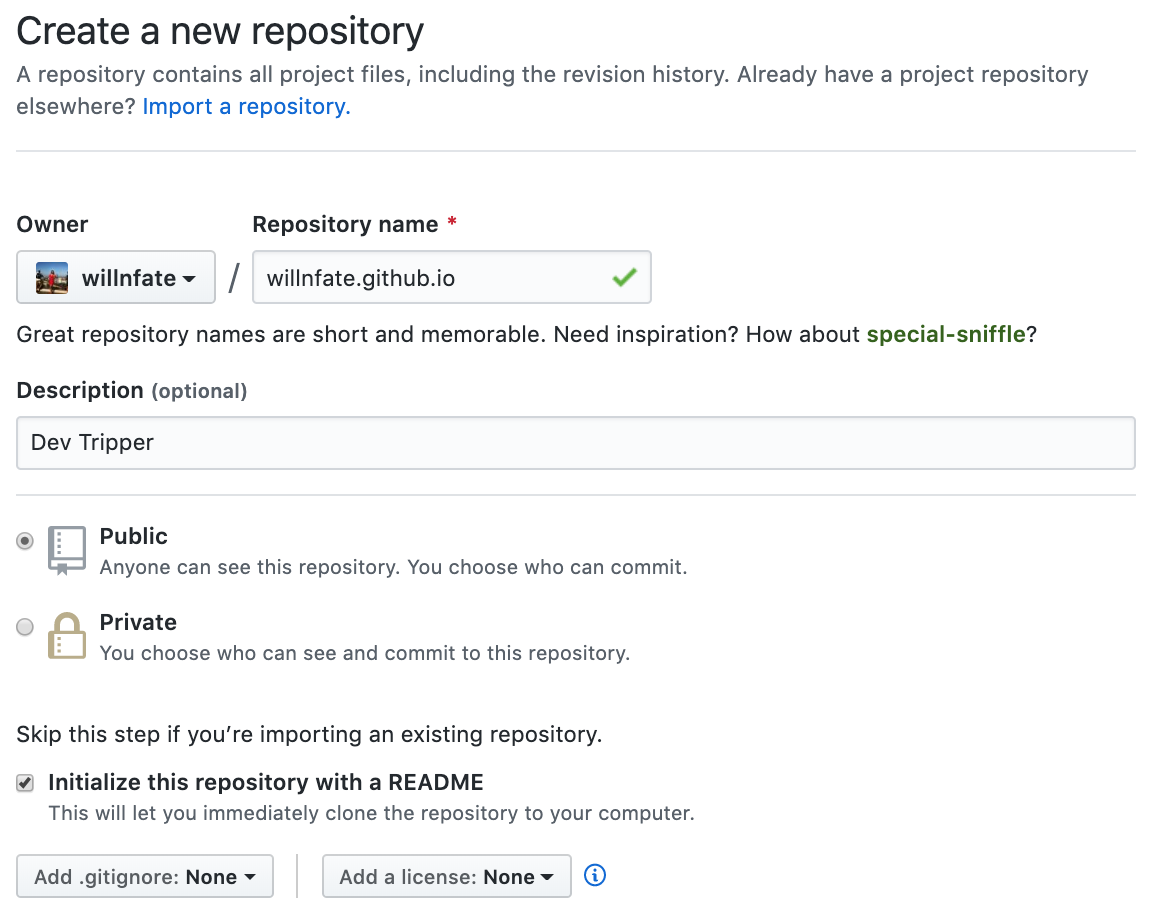 Create a new repository
A repository contains all project files, including the revision history. Already have a project repository
elsewhere? Import a repository.
Owner
Repository name *
willnfate / willnfate.github.io
Great repository names are short and memorable. Need inspiration? How about special-sniffle?
Description (optional)
Dev Tripper
Public
Anyone can see this repository. You choose who can commit.
Private
You choose who can see and commit to this repository.
Skip this step if you’re importing an existing repository.
Initialize this repository with a README
This will let you immediately clone the repository to your computer.
Add .gitignore: None
Add a license: None